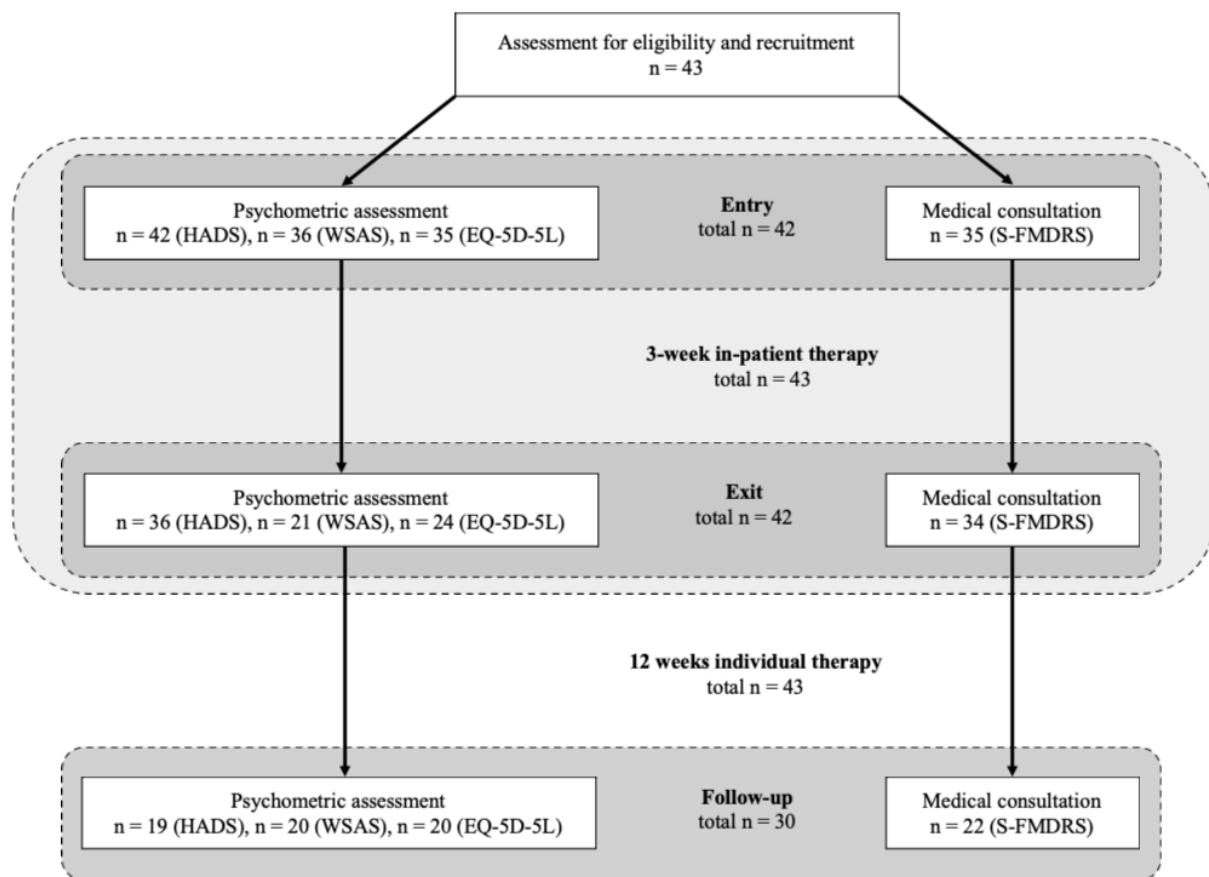 Assessment for eligibility and recruitment
n = 43
Psychometric assessment
n = 42 (HADS), n = 36 (WSAS), n = 35 (EQ-5D-5L)
Entry
total n = 42
Medical consultation
n = 35 (S-FMDRS)
3-week in-patient therapy
total n = 43
Psychometric assessment
n = 36 (HADS), n = 21 (WSAS), n = 24 (EQ-5D-5L)
Exit
total n = 42
Medical consultation
n = 34 (S-FMDRS)
12 weeks individual therapy
total n = 43
Psychometric assessment
n = 19 (HADS), n = 20 (WSAS), n = 20 (EQ-5D-5L)
Follow-up
total n = 30
Medical consultation
n = 22 (S-FMDRS)